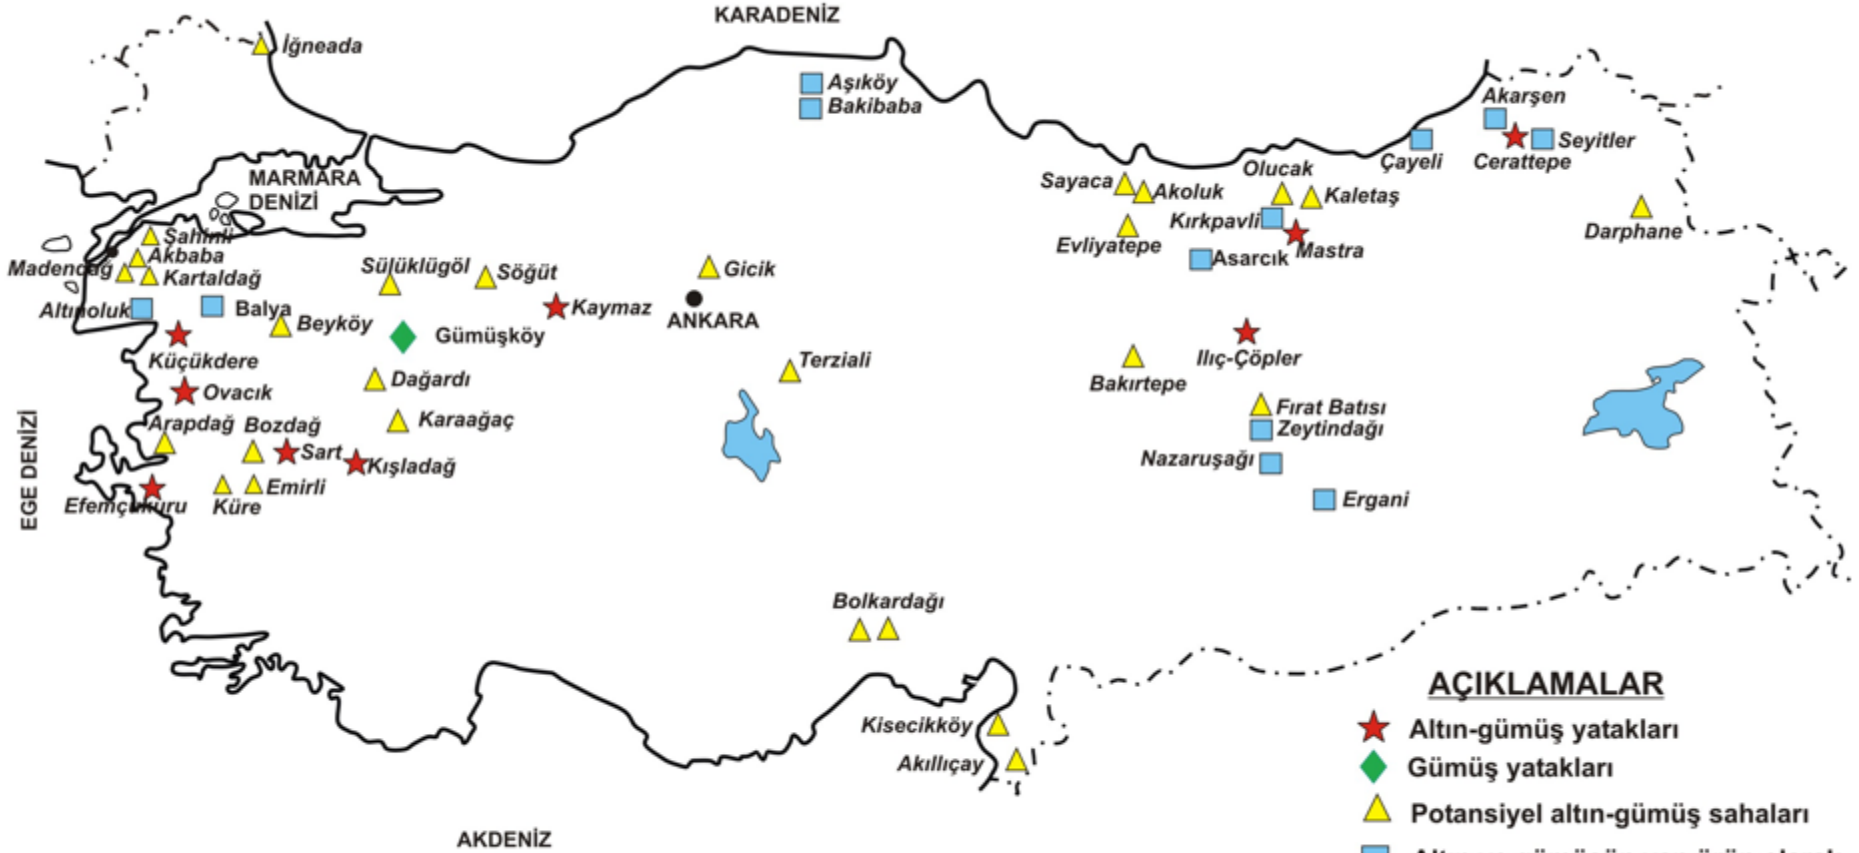 KARADENİZ
İğneada
Aşıköy
Bakibaba
Akarşen
Seyitler
Çayeli
Cerattepe
MARMARA
DENİZİ
Olucak
Sayaca
Akoluk
Kaletaş
Kırkpavli
Darphane
Şahinli
Evliyatepe
Mastra
Akbaba
Asarcık
Madendağ
Kartaldağ
Sülüklügöl
Söğüt
Gicik
Altınoluk
Balya
Beyköy
Kaymaz
ANKARA
Gümüşköy
Küçükdere
Ilıç-Çöpler
Terziali
Dağardı
Bakırtepe
Ovacık
Fırat Batısı
Arapdağ
Bozdağ
Karaağaç
Zeytindağı
EGE DENİZİ
Sart
Kışladağ
Nazaruşağı
Emirli
Efemçukuru
Küre
Ergani
Bolkardağı
AÇIKLAMALAR
Kisecikköy
Altın-gümüş yatakları
Akıllıçay
Gümüş yatakları
Potansiyel altın-gümüş sahaları
AKDENİZ